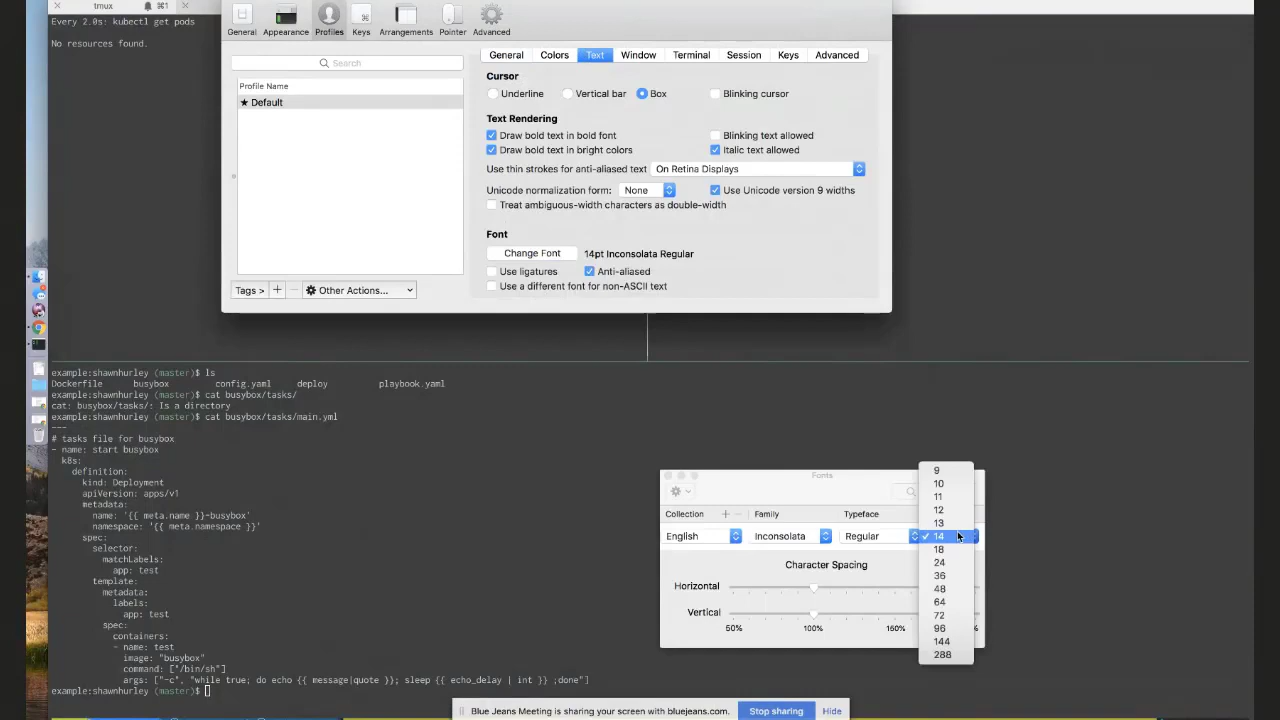 tmux ⌘1
Every 2.0s: kubectl get pods
No resources found.
General Appearance Profiles Keys Arrangements Pointer Advanced
Search
Profile Name
★ Default
Tags > + − Other Actions...
General Colors Text Window Terminal Session Keys Advanced
Cursor
Underline Vertical bar Box Blinking cursor
Text Rendering
Draw bold text in bold font Blinking text allowed
Draw bold text in bright colors Italic text allowed
Use thin strokes for anti-aliased text On Retina Displays
Unicode normalization form: None Use Unicode version 9 widths
Treat ambiguous-width characters as double-width
Font
Change Font 14pt Inconsolata Regular
Use ligatures Anti-aliased
Use a different font for non-ASCII text
example:shawnhurley (master)$ ls
Dockerfile busybox config.yaml deploy playbook.yaml
example:shawnhurley (master)$ cat busybox/tasks/
cat: busybox/tasks/: Is a directory
example:shawnhurley (master)$ cat busybox/tasks/main.yml
---
# tasks file for busybox
- name: start busybox
k8s:
definition:
kind: Deployment
apiVersion: apps/v1
metadata:
name: '{{ meta.name }}-busybox'
namespace: '{{ meta.namespace }}'
spec:
selector:
matchLabels:
app: test
template:
metadata:
labels:
app: test
spec:
containers:
- name: test
image: "busybox"
command: ["/bin/sh"]
args: ["-c", "while true; do echo {{ message|quote }}; sleep {{ echo_delay | int }} ;done"]
example:shawnhurley (master)$
Fonts
Collection + − Family Typeface
English Inconsolata Regular
Character Spacing
Horizontal
Vertical
50% 100% 160%
9
10
11
12
13
✓ 14
18
24
36
48
64
72
96
144
288
Blue Jeans Meeting is sharing your screen with bluejeans.com. Stop sharing Hide